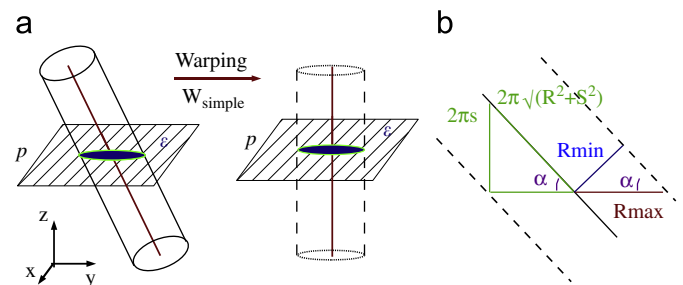 a
b
Warping
W_simple
p
ε
p
ε
z
x
y
2π√(R²+S²)
2πs
Rmin
α
α
Rmax